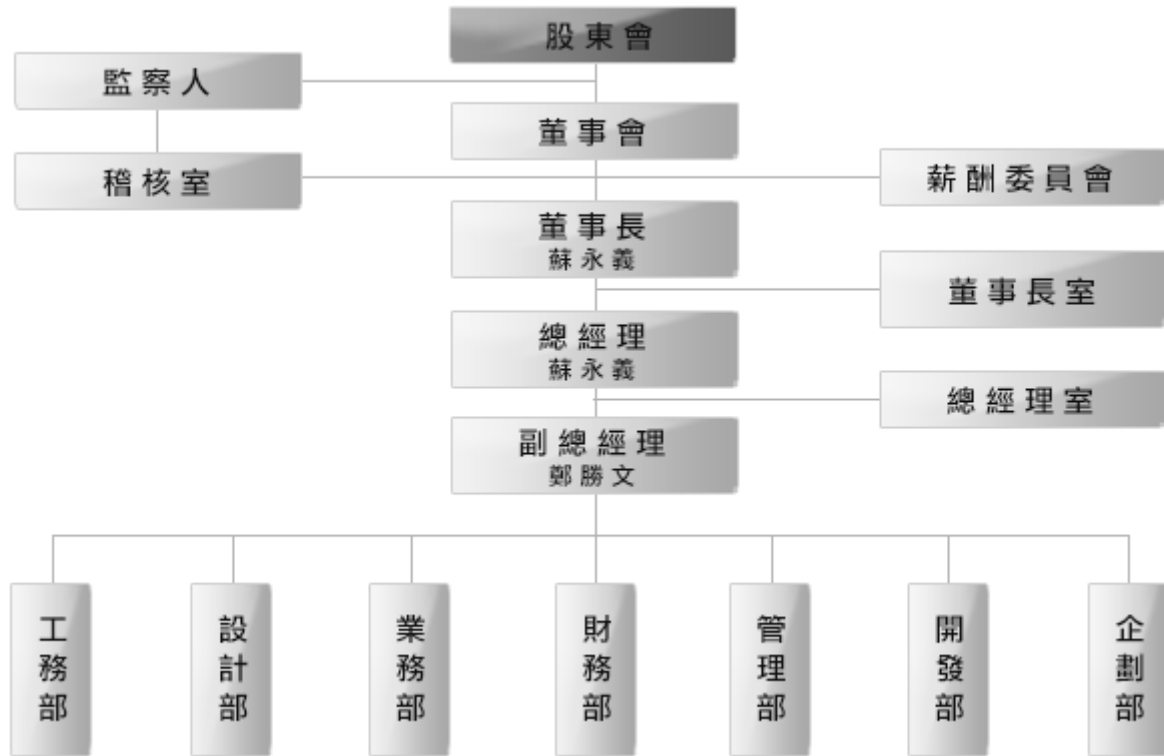 股東會
監察人
董事會
稽核室
薪酬委員會
董事長
蘇永義
董事長室
總經理
蘇永義
總經理室
副總經理
鄭勝文
工務部
設計部
業務部
財務部
管理部
開發部
企劃部